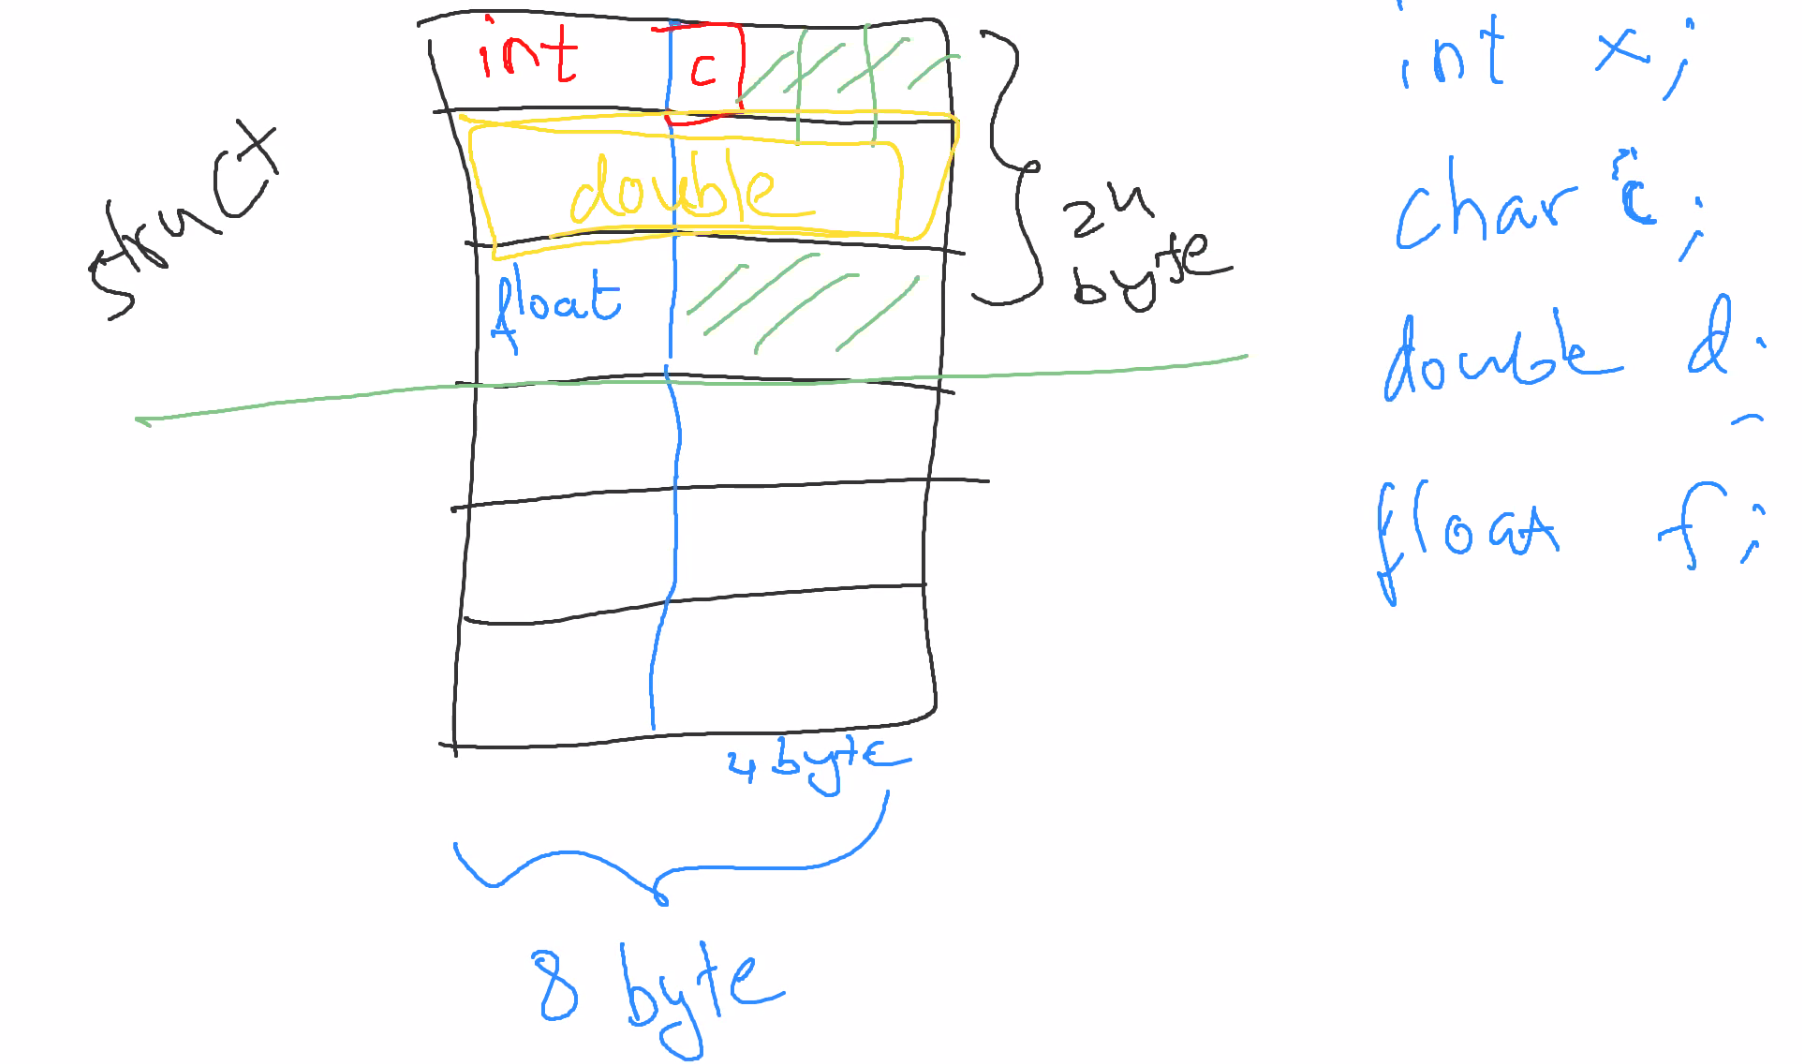 struct
int c
double
float
24
byte
4 byte
8 byte
int x;
char c;
double d;
float f;